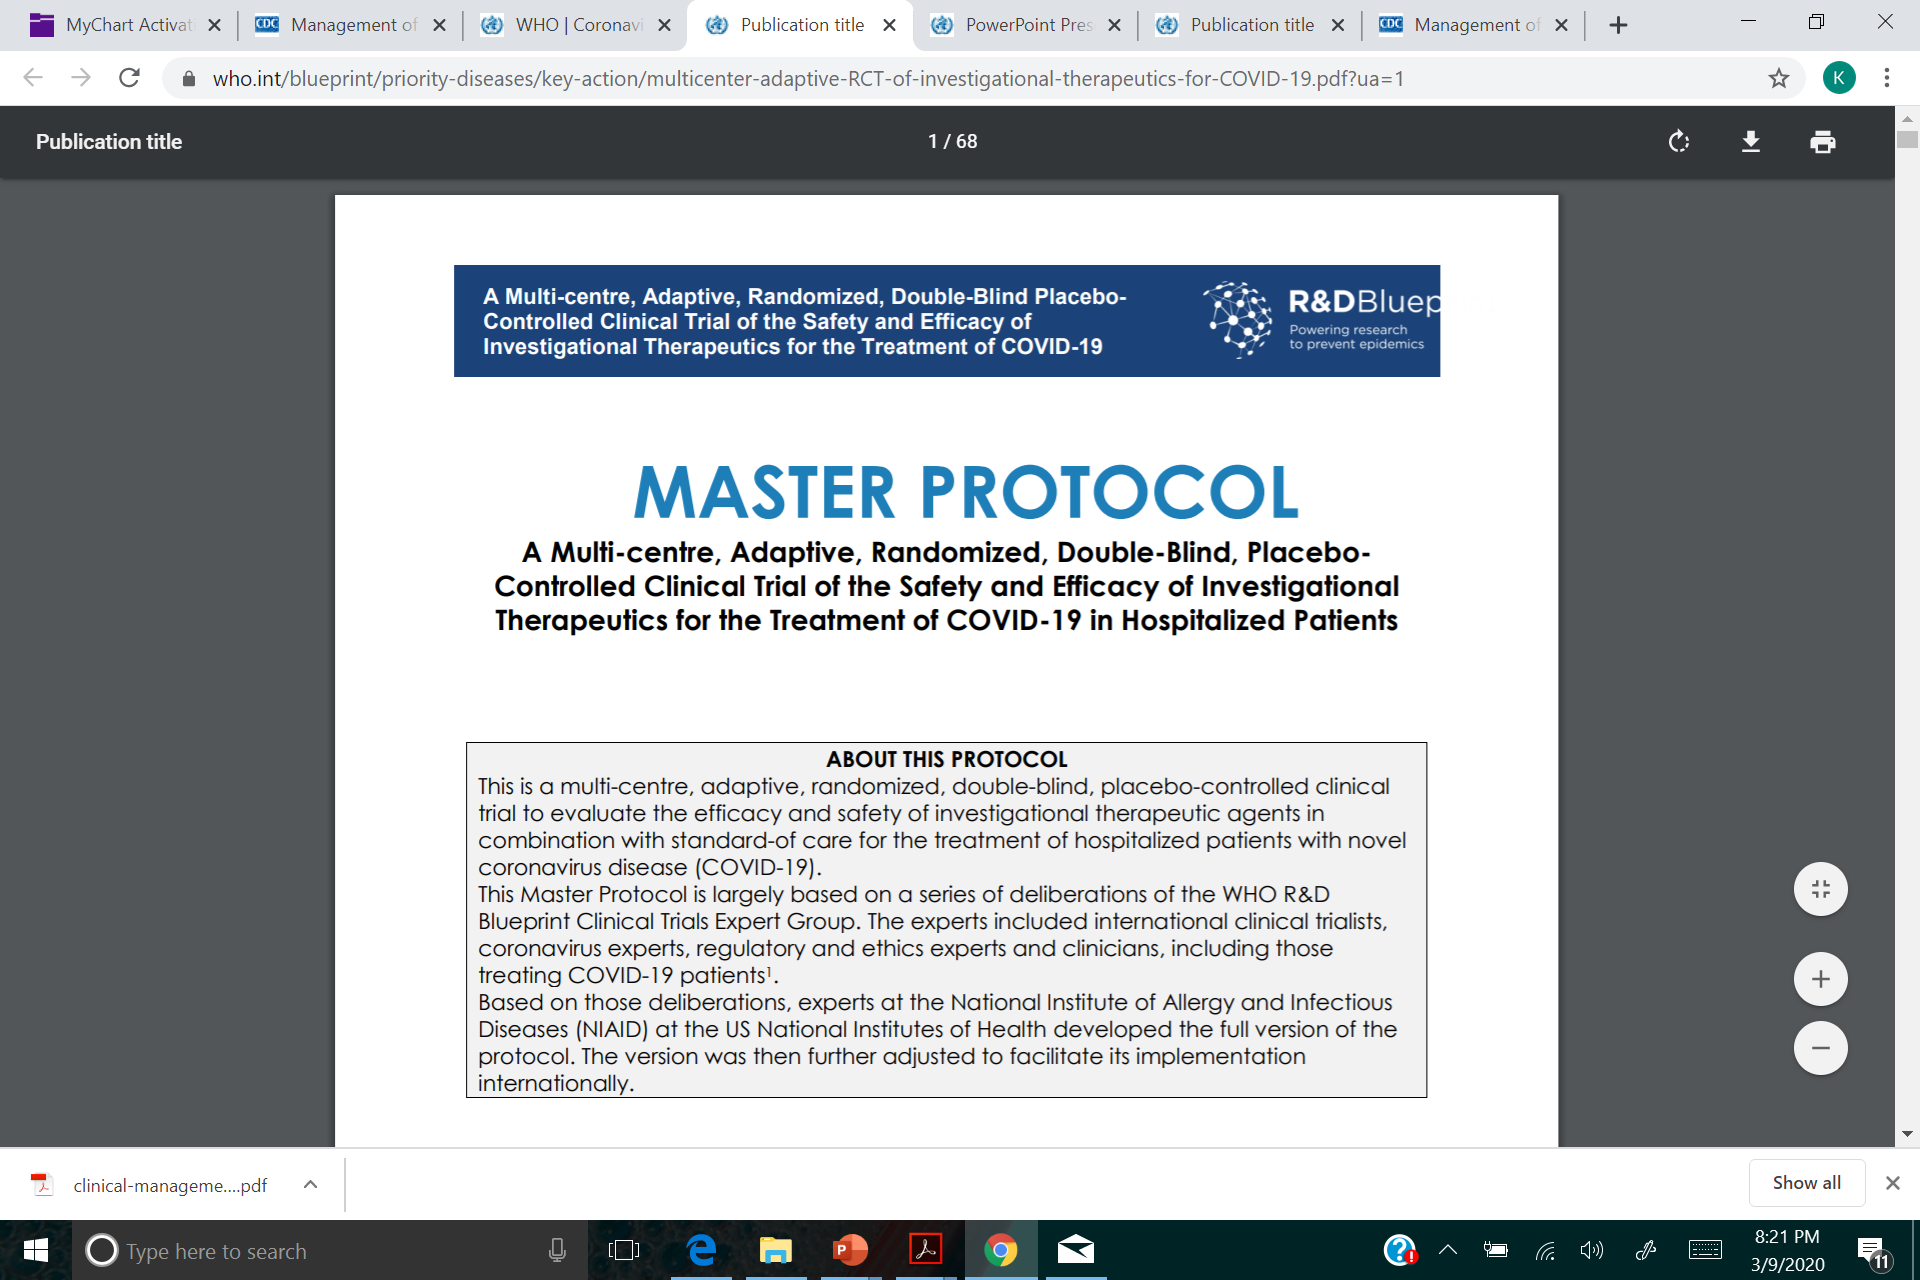 MyChart Activat
Management of
WHO | Coronavi
Publication title
PowerPoint Pres
Publication title
Management of
who.int/blueprint/priority-diseases/key-action/multicenter-adaptive-RCT-of-investigational-therapeutics-for-COVID-19.pdf?ua=1
K
Publication title
1 / 68
A Multi-centre, Adaptive, Randomized, Double-Blind Placebo-
Controlled Clinical Trial of the Safety and Efficacy of
Investigational Therapeutics for the Treatment of COVID-19
R&DBluep
Powering research
to prevent epidemics
MASTER PROTOCOL
A Multi-centre, Adaptive, Randomized, Double-Blind, Placebo-
Controlled Clinical Trial of the Safety and Efficacy of Investigational
Therapeutics for the Treatment of COVID-19 in Hospitalized Patients
ABOUT THIS PROTOCOL
This is a multi-centre, adaptive, randomized, double-blind, placebo-controlled clinical
trial to evaluate the efficacy and safety of investigational therapeutic agents in
combination with standard-of care for the treatment of hospitalized patients with novel
coronavirus disease (COVID-19).
This Master Protocol is largely based on a series of deliberations of the WHO R&D
Blueprint Clinical Trials Expert Group. The experts included international clinical trialists,
coronavirus experts, regulatory and ethics experts and clinicians, including those
treating COVID-19 patients¹.
Based on those deliberations, experts at the National Institute of Allergy and Infectious
Diseases (NIAID) at the US National Institutes of Health developed the full version of the
protocol. The version was then further adjusted to facilitate its implementation
internationally.
clinical-manageme....pdf
Show all
Type here to search
8:21 PM
3/9/2020
11